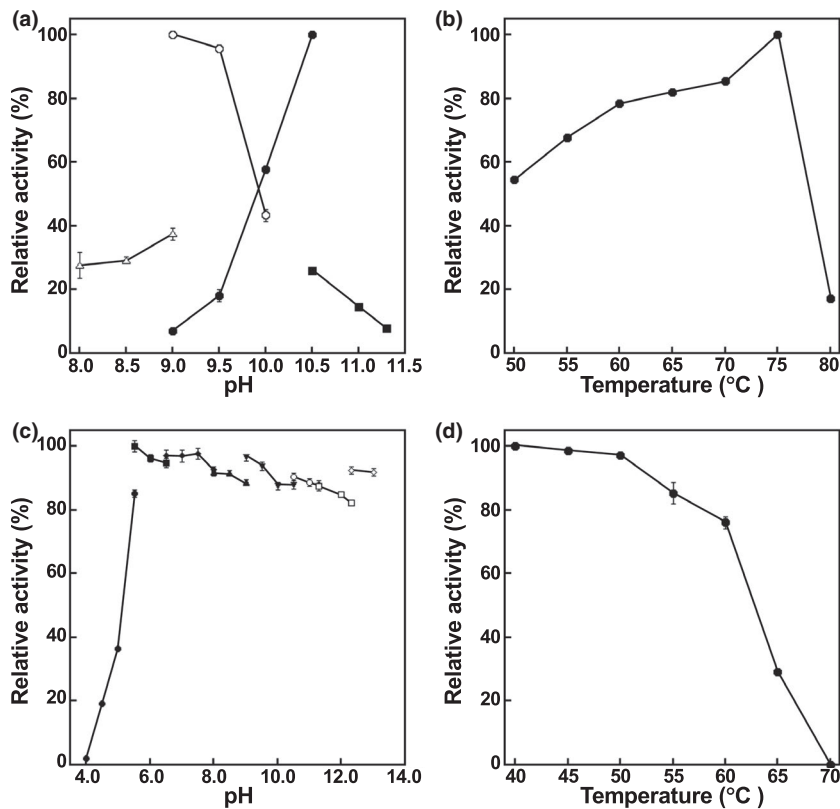 (a)
100
80
60
40
20
0
Relative activity (%)
8.0 8.5 9.0 9.5 10.0 10.5 11.0 11.5
pH
(b)
100
80
60
40
20
0
Relative activity (%)
50 55 60 65 70 75 80
Temperature (°C )
(c)
100
80
60
40
20
0
Relative activity (%)
4.0 6.0 8.0 10.0 12.0 14.0
pH
(d)
100
80
60
40
20
0
Relative activity (%)
40 45 50 55 60 65 70
Temperature (°C )